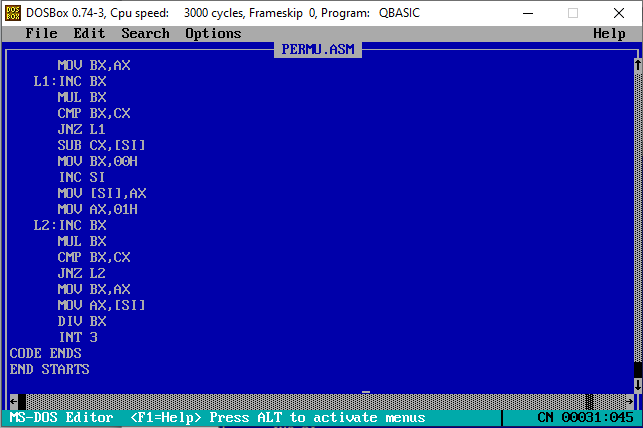 DOSBox 0.74-3, Cpu speed: 3000 cycles, Frameskip 0, Program: QBASIC
File Edit Search Options Help
PERMU.ASM
MOV BX,AX
L1:INC BX
MUL BX
CMP BX,CX
JNZ L1
SUB CX,[SI]
MOV BX,00H
INC SI
MOV [SI],AX
MOV AX,01H
L2:INC BX
MUL BX
CMP BX,CX
JNZ L2
MOV BX,AX
MOV AX,[SI]
DIV BX
INT 3
CODE ENDS
END STARTS
MS-DOS Editor <F1=Help> Press ALT to activate menus CN 00031:045